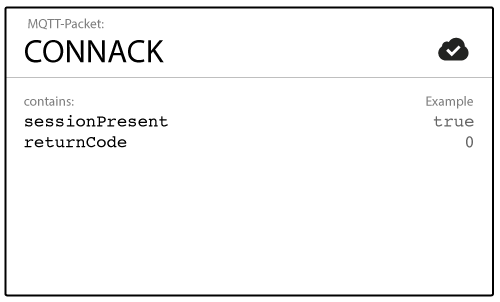 MQTT-Packet:
CONNACK
contains: Example
sessionPresent true
returnCode 0